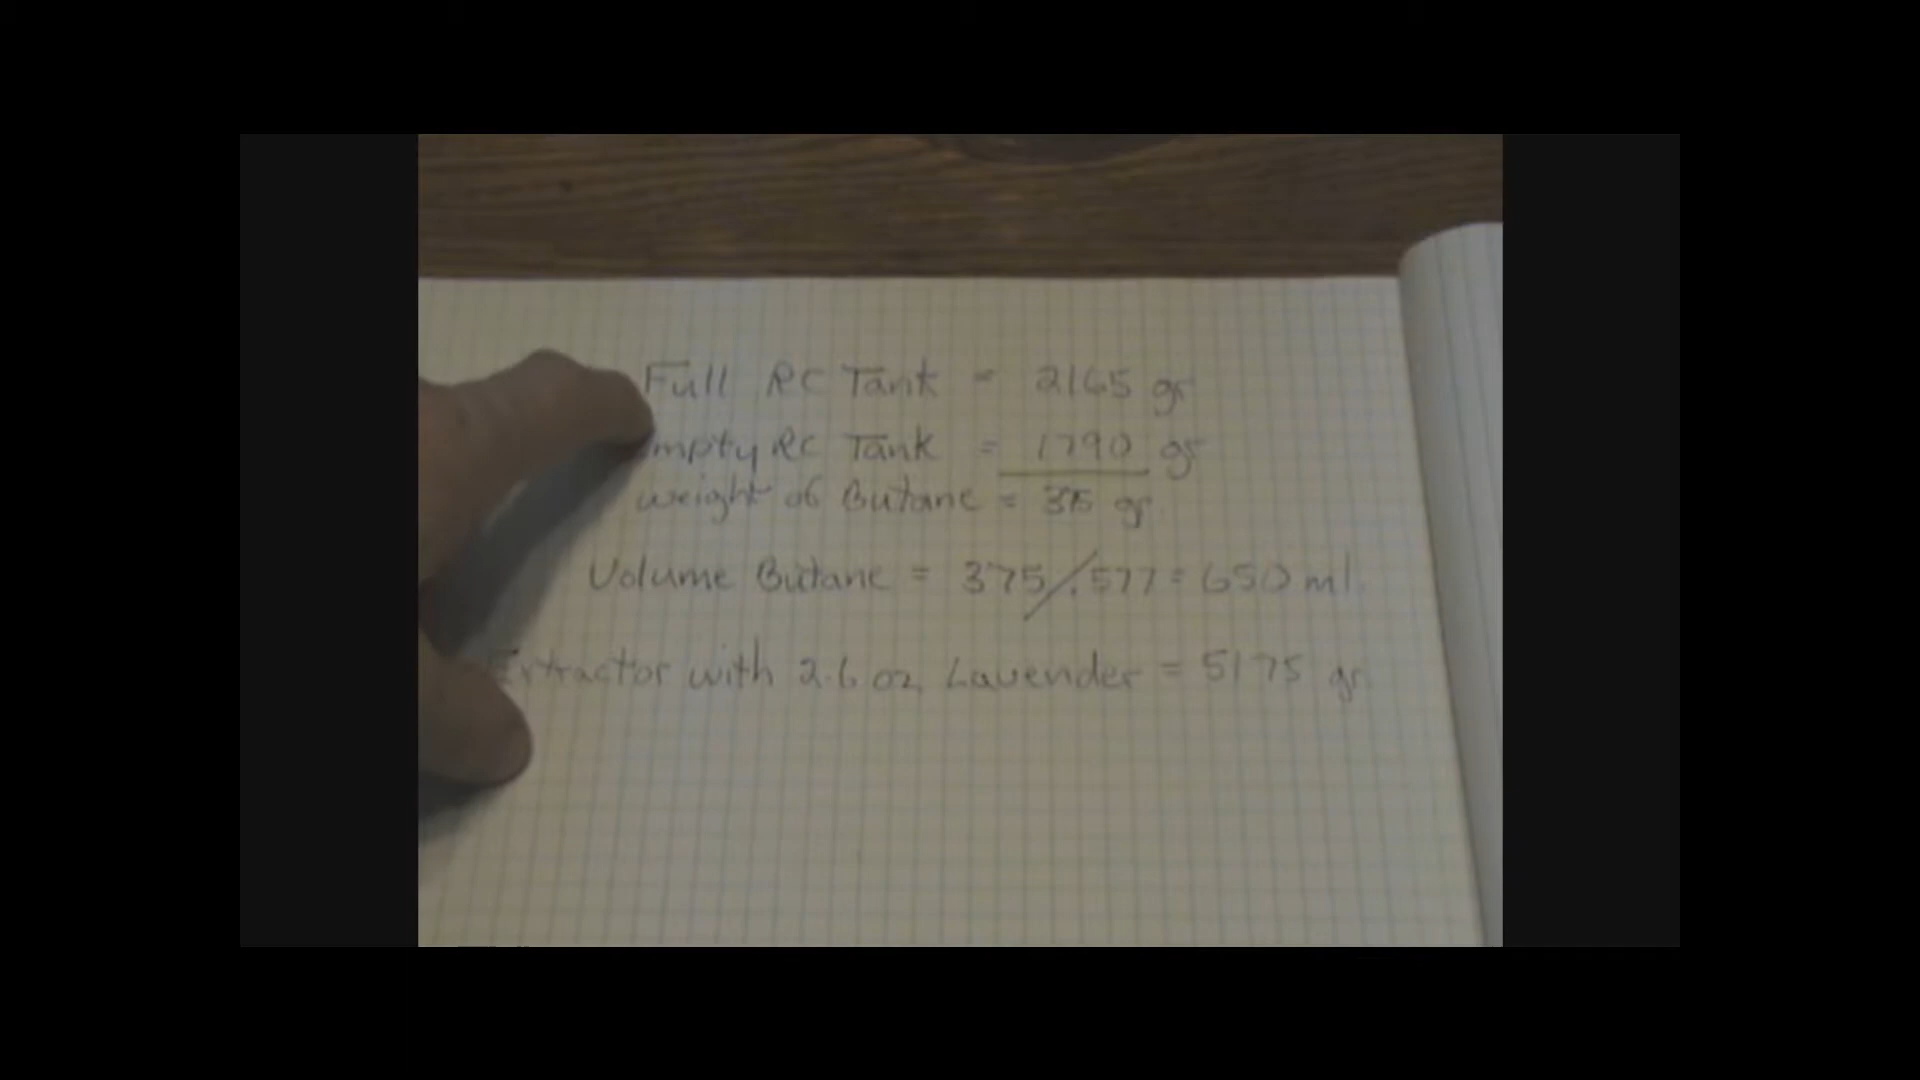 Full RC Tank = 2165 gr
mpty RC Tank = 1790 gr
weight of Butane = 375 gr.
Volume Butane = 375/.577 = 650 ml.
Extractor with 2.6 oz Lavender = 5175 gr.